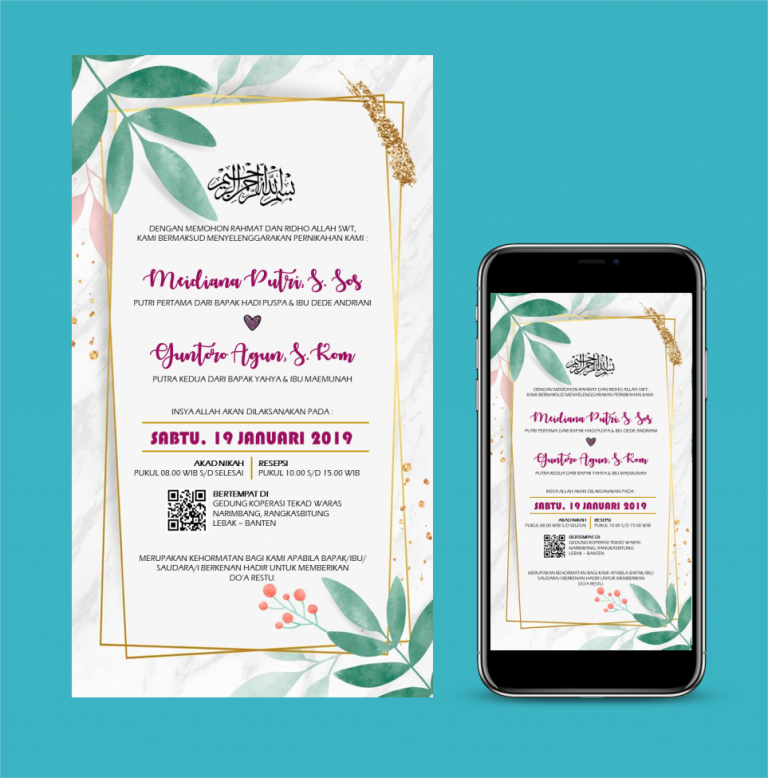 بسم الله الرحمن الرحيم
DENGAN MEMOHON RAHMAT DAN RIDHO ALLAH SWT,
KAMI BERMAKSUD MENYELENGGARAKAN PERNIKAHAN KAMI :
Meidiana Putri, S. Sos
PUTRI PERTAMA DARI BAPAK HADI PUSPA & IBU DEDE ANDRIANI
Guntoro Agun, S. Kom
PUTRA KEDUA DARI BAPAK YAHYA & IBU MAEMUNAH
INSYA ALLAH AKAN DILAKSANAKAN PADA :
SABTU, 19 JANUARI 2019
AKAD NIKAH
PUKUL 08.00 WIB S/D SELESAI
RESEPSI
PUKUL 10.00 S/D 15.00 WIB
BERTEMPAT DI
GEDUNG KOPERASI TEKAD WARAS
NARIMBANG, RANGKASBITUNG
LEBAK – BANTEN
MERUPAKAN KEHORMATAN BAGI KAMI APABILA BAPAK/IBU/
SAUDARA/I BERKENAN HADIR UNTUK MEMBERIKAN
DO'A RESTU.
بسم الله الرحمن الرحيم
DENGAN MEMOHON RAHMAT DAN RIDHO ALLAH SWT,
KAMI BERMAKSUD MENYELENGGARAKAN PERNIKAHAN KAMI :
Meidiana Putri, S. Sos
PUTRI PERTAMA DARI BAPAK HADI PUSPA & IBU DEDE ANDRIANI
Guntoro Agun, S. Kom
PUTRA KEDUA DARI BAPAK YAHYA & IBU MAEMUNAH
INSYA ALLAH AKAN DILAKSANAKAN PADA :
SABTU, 19 JANUARI 2019
AKAD NIKAH
PUKUL 08.00 WIB S/D SELESAI
RESEPSI
PUKUL 10.00 S/D 15.00 WIB
BERTEMPAT DI
GEDUNG KOPERASI TEKAD WARAS
NARIMBANG, RANGKASBITUNG
LEBAK – BANTEN
MERUPAKAN KEHORMATAN BAGI KAMI APABILA BAPAK/IBU/
SAUDARA/I BERKENAN HADIR UNTUK MEMBERIKAN
DO'A RESTU.